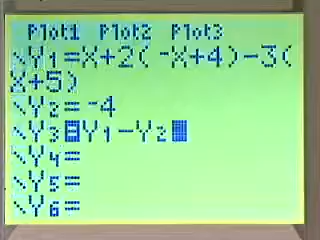 Plot1 Plot2 Plot3
\Y₁=X+2(⁻X+4)−3(
X+5)
\Y₂=⁻4
\Y₃=Y₁−Y₂
\Y₄=
\Y₅=
\Y₆=